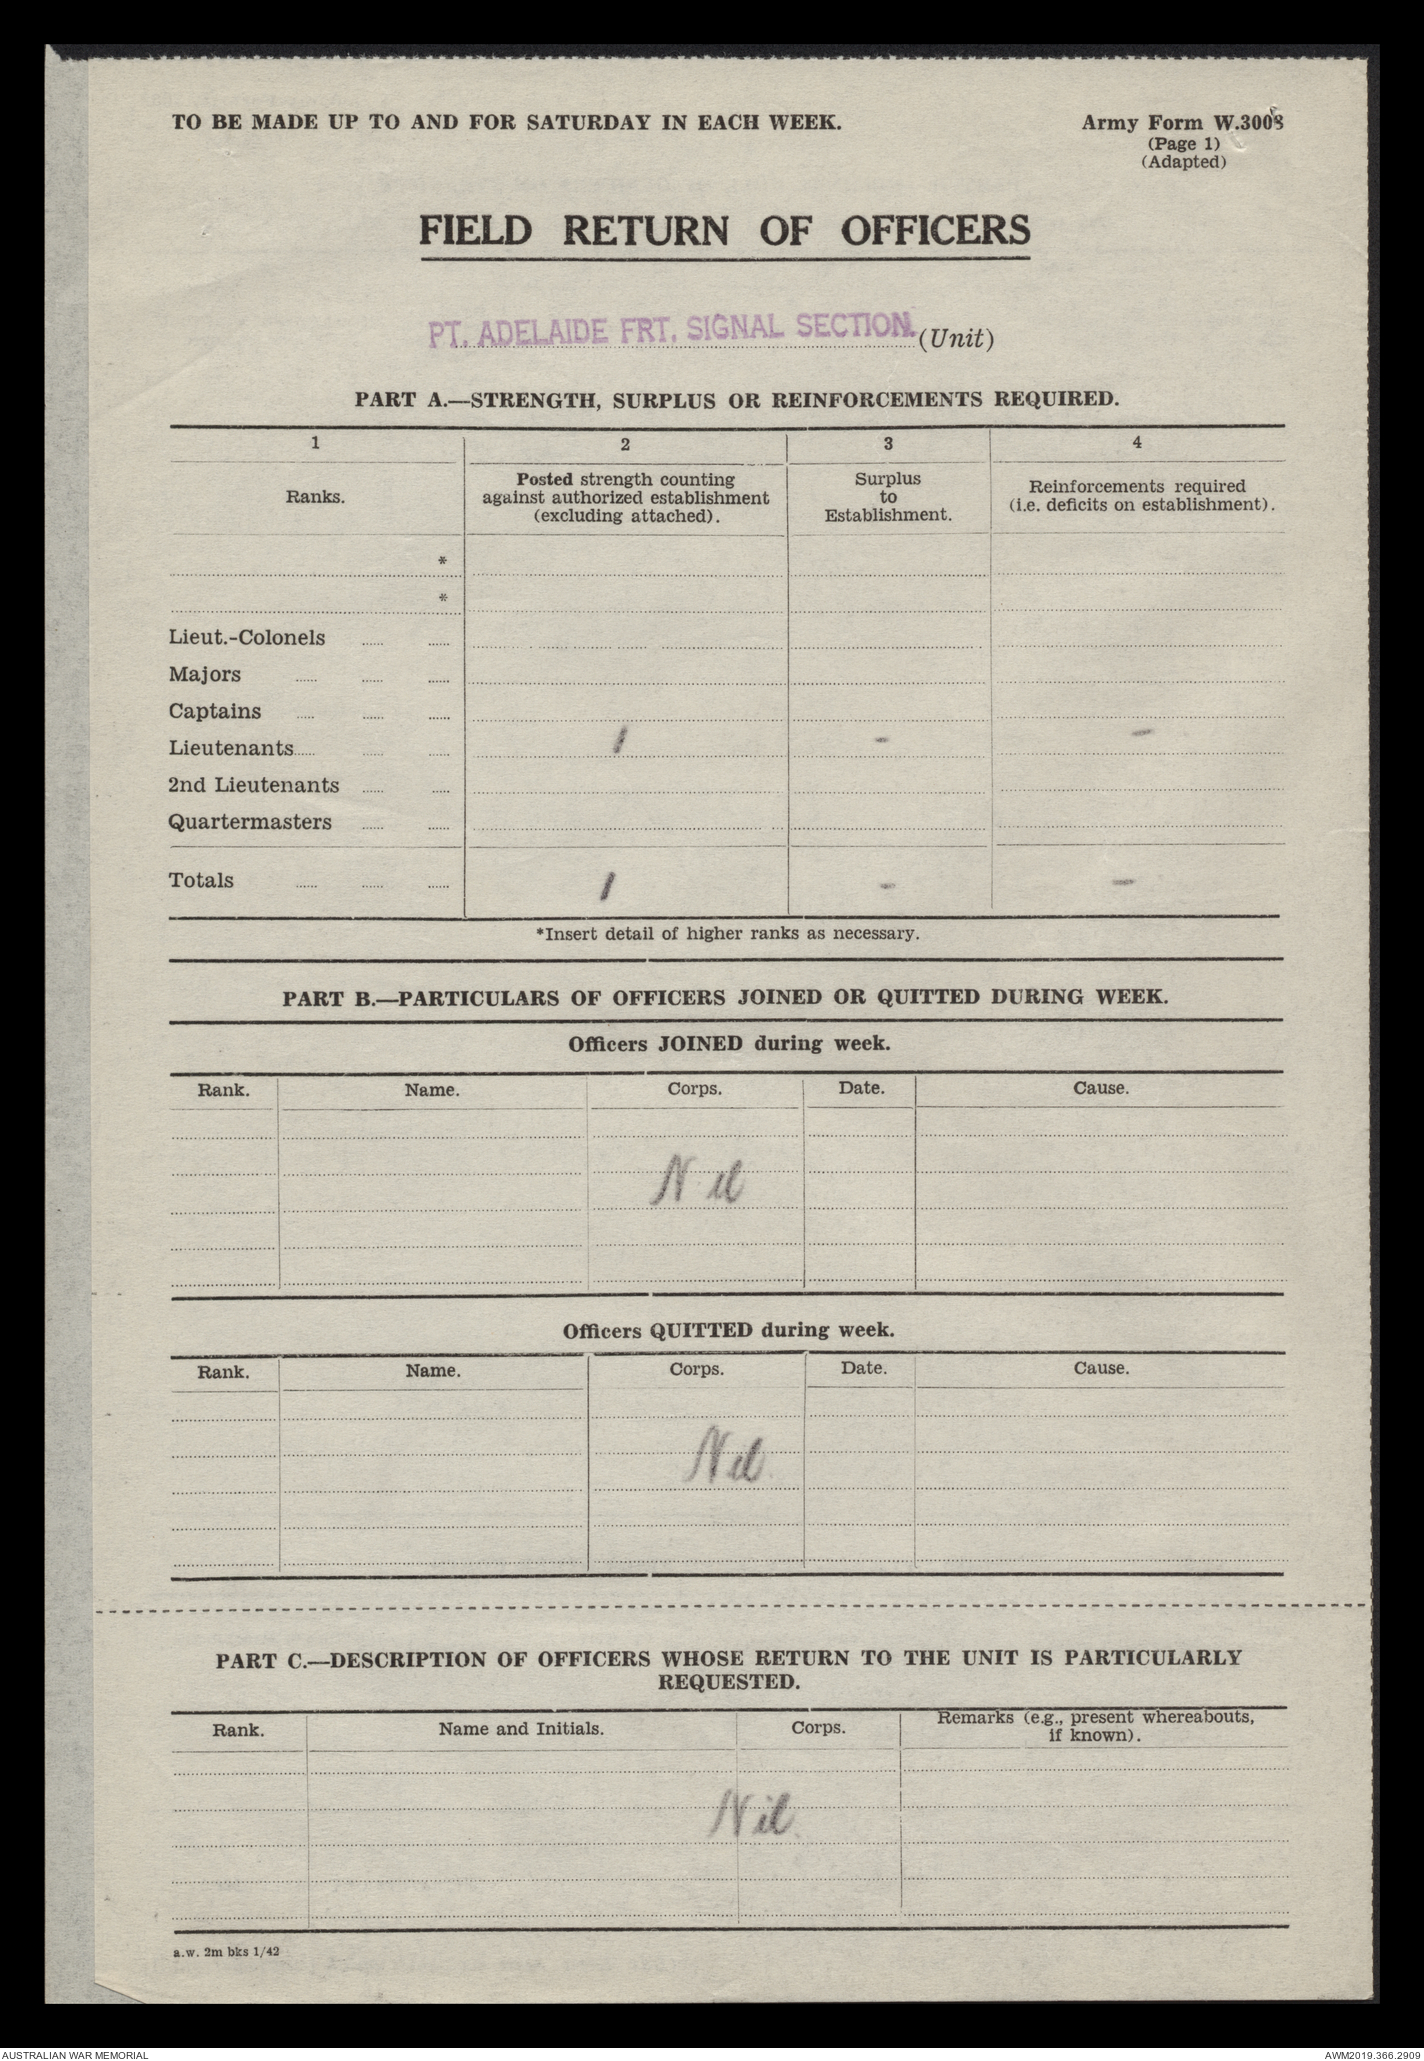 TO BE MADE UP TO AND FOR SATURDAY IN EACH WEEK.
Army Form W.3008
(Page 1)
(Adapted)
FIELD RETURN OF OFFICERS
PT. ADELAIDE FRT. SIGNAL SECTION. (Unit)
PART A.—STRENGTH, SURPLUS OR REINFORCEMENTS REQUIRED.
1 2 3 4
Ranks. Posted strength counting against authorized establishment (excluding attached). Surplus to Establishment. Reinforcements required (i.e. deficits on establishment).
*
*
Lieut.-Colonels ...... ......
Majors ...... ...... ......
Captains ...... ...... ......
Lieutenants...... ...... ...... 1 - -
2nd Lieutenants ...... ......
Quartermasters ...... ......
Totals ...... ...... ...... 1 - -
*Insert detail of higher ranks as necessary.
PART B.—PARTICULARS OF OFFICERS JOINED OR QUITTED DURING WEEK.
Officers JOINED during week.
Rank. Name. Corps. Date. Cause.
Nil
Officers QUITTED during week.
Rank. Name. Corps. Date. Cause.
Nil.
PART C.—DESCRIPTION OF OFFICERS WHOSE RETURN TO THE UNIT IS PARTICULARLY
REQUESTED.
Rank. Name and Initials. Corps. Remarks (e.g., present whereabouts, if known).
Nil.
a.w. 2m bks 1/42
AUSTRALIAN WAR MEMORIAL
AWM2019.366.2909